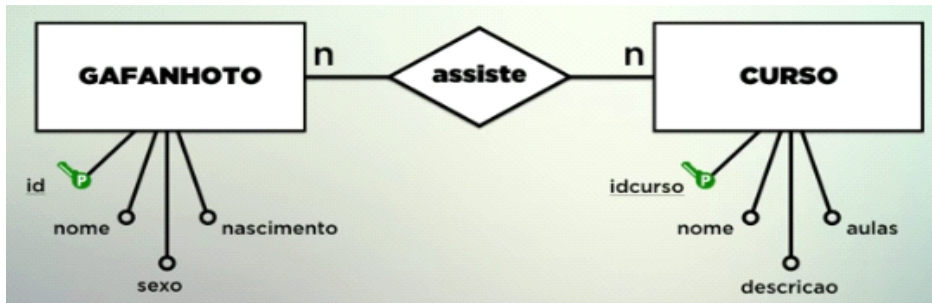 GAFANHOTO
n
assiste
n
CURSO
id
P
nome
sexo
nascimento
idcurso
P
nome
descricao
aulas